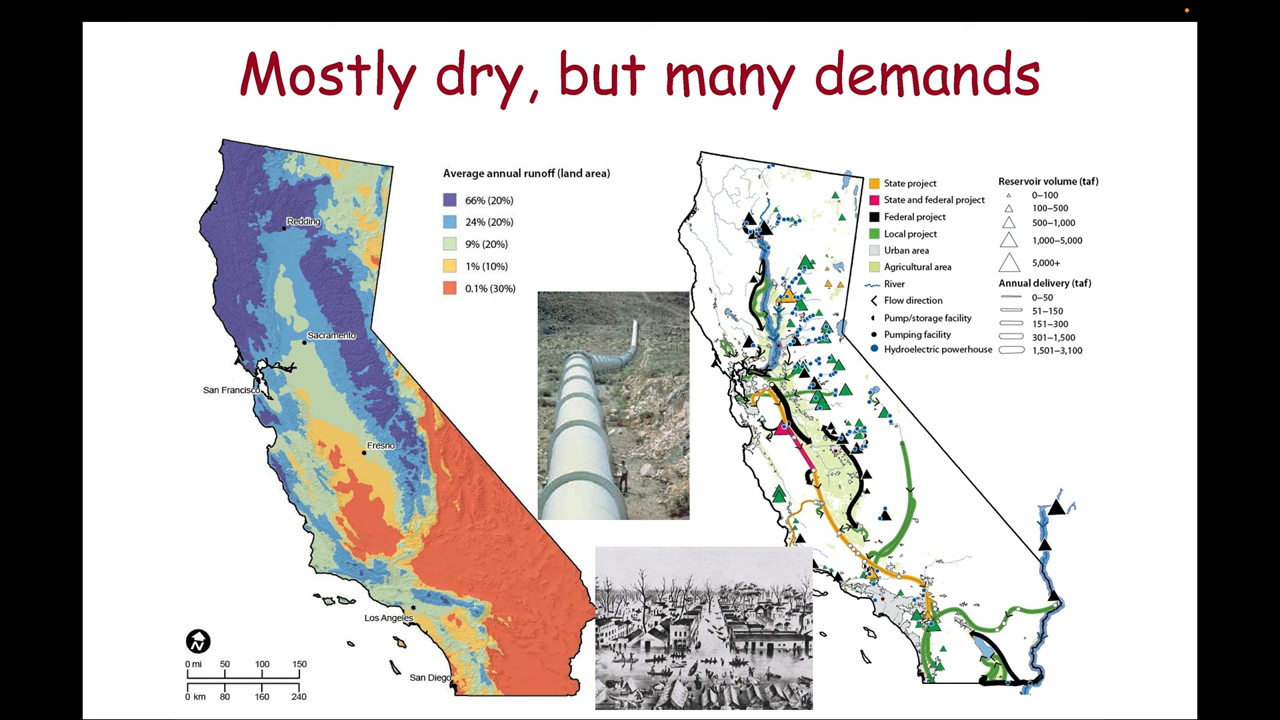 Mostly dry, but many demands
Average annual runoff (land area)
66% (20%)
24% (20%)
9% (20%)
1% (10%)
0.1% (30%)
Redding
Sacramento
San Francisco
Fresno
Los Angeles
San Diego
N
0 mi 50 100 150
0 km 80 160 240
State project
State and federal project
Federal project
Local project
Urban area
Agricultural area
River
Flow direction
Pump/storage facility
Pumping facility
Hydroelectric powerhouse
Reservoir volume (taf)
0–100
100–500
500–1,000
1,000–5,000
5,000+
Annual delivery (taf)
0–50
51–150
151–300
301–1,500
1,501–3,100